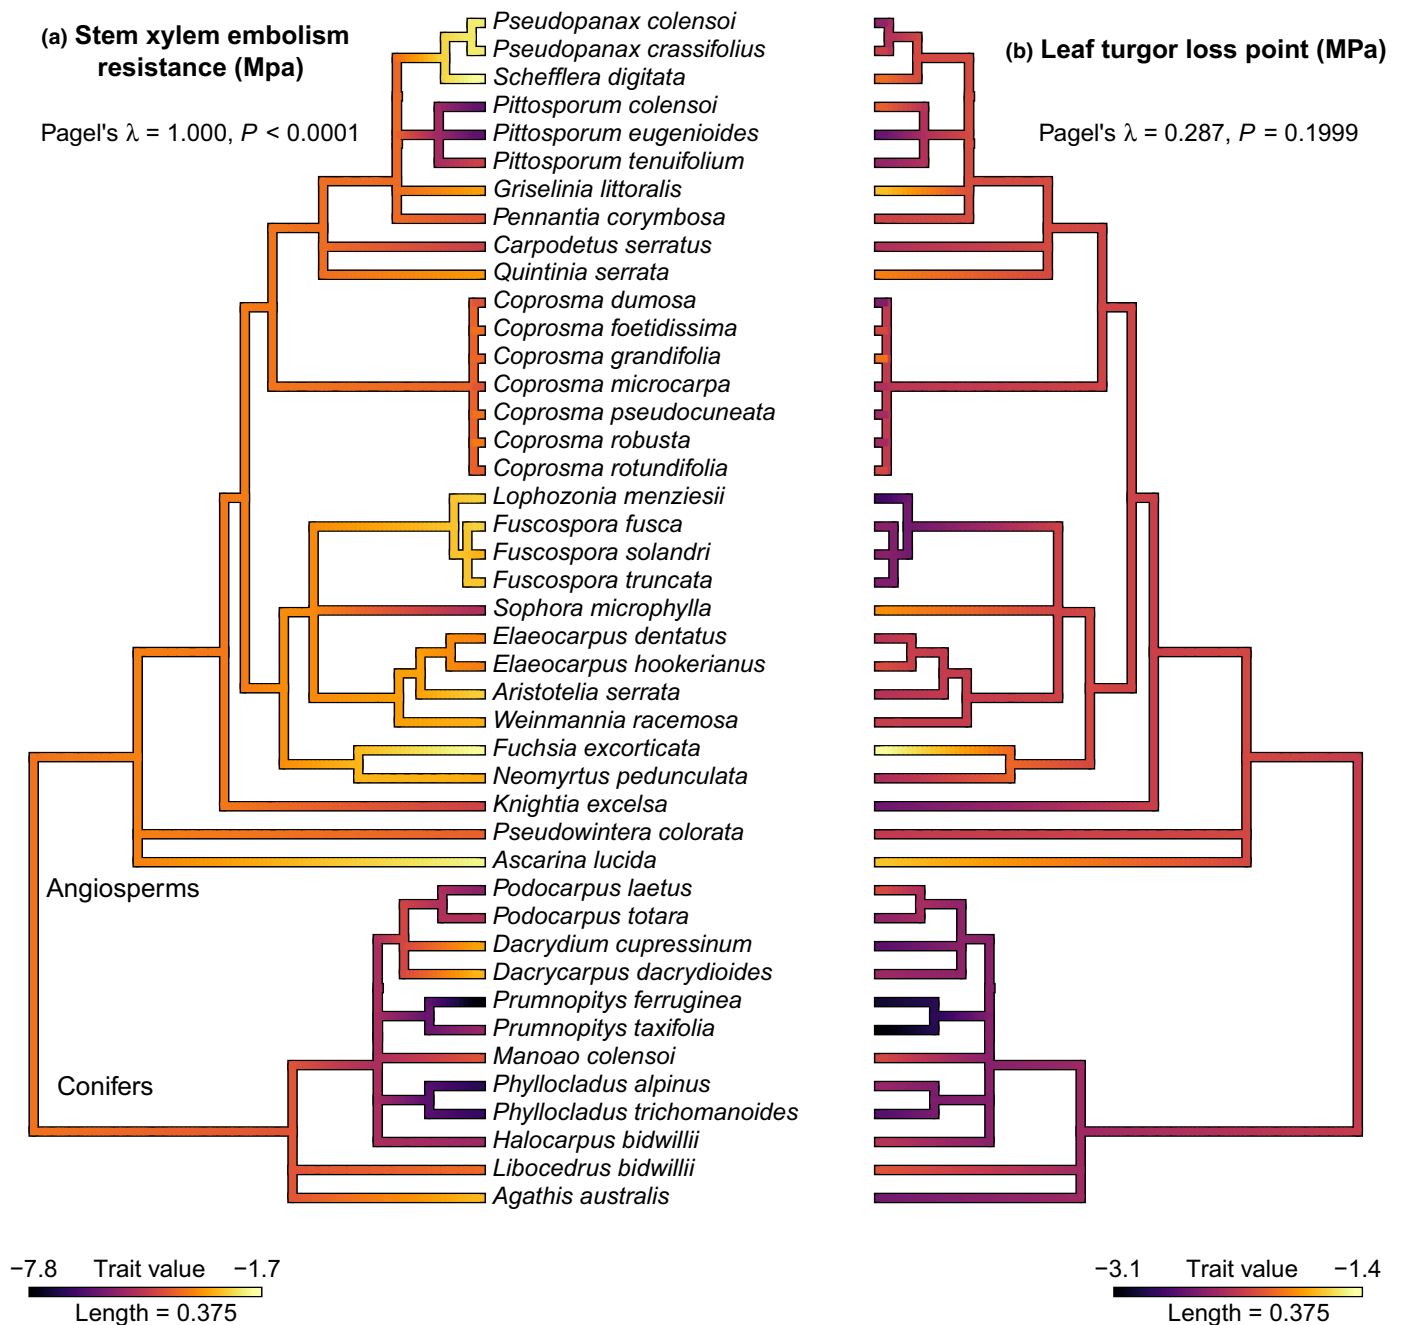 (a) Stem xylem embolism
resistance (Mpa)
Pagel's λ = 1.000, P < 0.0001
(b) Leaf turgor loss point (MPa)
Pagel's λ = 0.287, P = 0.1999
Pseudopanax colensoi
Pseudopanax crassifolius
Schefflera digitata
Pittosporum colensoi
Pittosporum eugenioides
Pittosporum tenuifolium
Griselinia littoralis
Pennantia corymbosa
Carpodetus serratus
Quintinia serrata
Coprosma dumosa
Coprosma foetidissima
Coprosma grandifolia
Coprosma microcarpa
Coprosma pseudocuneata
Coprosma robusta
Coprosma rotundifolia
Lophozonia menziesii
Fuscospora fusca
Fuscospora solandri
Fuscospora truncata
Sophora microphylla
Elaeocarpus dentatus
Elaeocarpus hookerianus
Aristotelia serrata
Weinmannia racemosa
Fuchsia excorticata
Neomyrtus pedunculata
Knightia excelsa
Pseudowintera colorata
Ascarina lucida
Angiosperms
Podocarpus laetus
Podocarpus totara
Dacrydium cupressinum
Dacrycarpus dacrydioides
Prumnopitys ferruginea
Prumnopitys taxifolia
Manoao colensoi
Conifers
Phyllocladus alpinus
Phyllocladus trichomanoides
Halocarpus bidwillii
Libocedrus bidwillii
Agathis australis
−7.8 Trait value −1.7
Length = 0.375
−3.1 Trait value −1.4
Length = 0.375